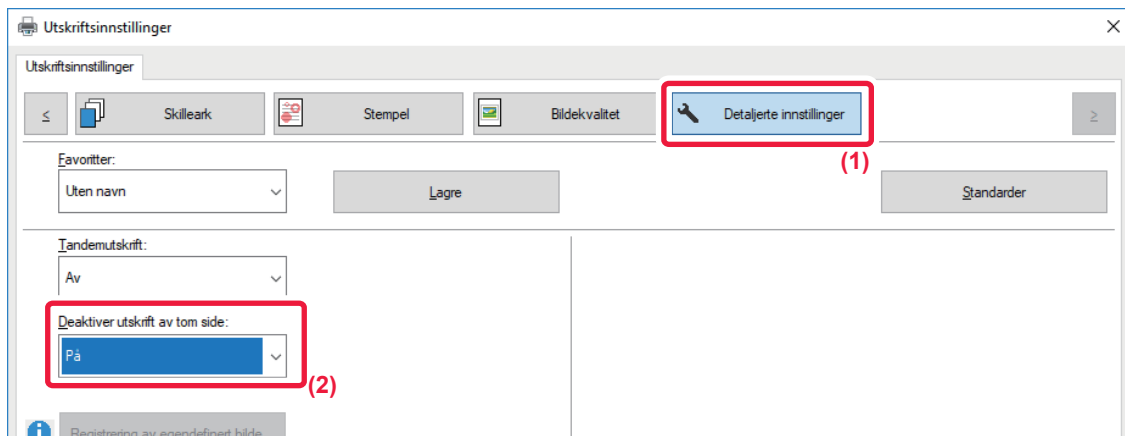 Utskriftsinnstillinger
Utskriftsinnstillinger
< Skilleark Stempel Bildekvalitet Detaljerte innstillinger >
(1)
Favoritter:
Uten navn Lagre Standarder
Tandemutskrift:
Av
Deaktiver utskrift av tom side:
På
(2)
Registrering av egendefinert bilde